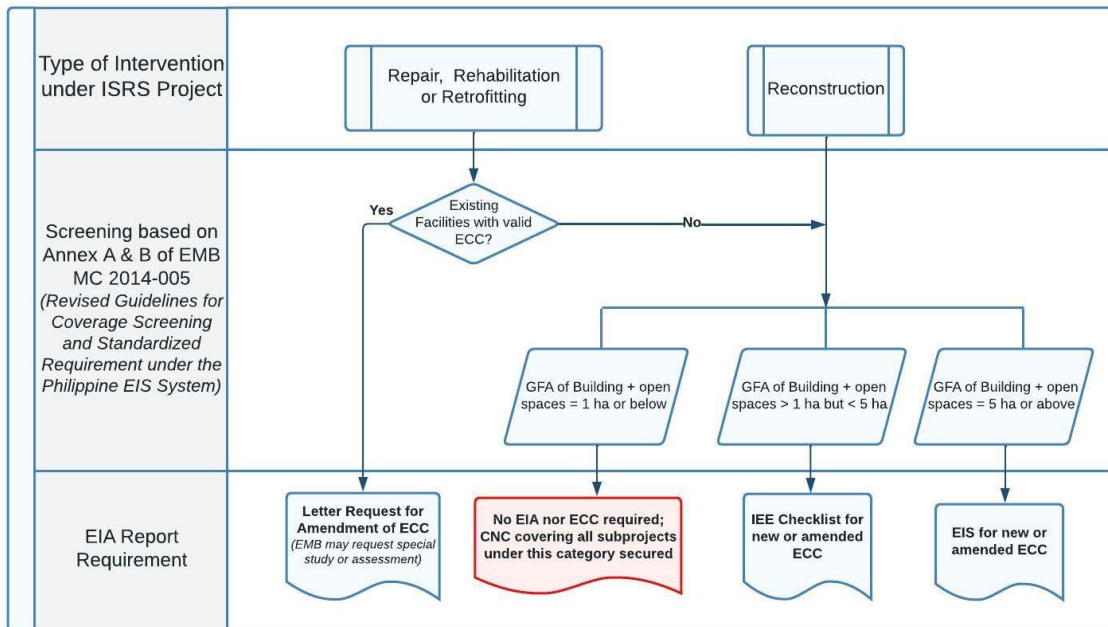 Type of Intervention
under ISRS Project
Repair, Rehabilitation
or Retrofitting
Reconstruction
Screening based on
Annex A & B of EMB
MC 2014-005
(Revised Guidelines for
Coverage Screening
and Standardized
Requirement under the
Philippine EIS System)
Existing
Facilities with valid
ECC?
Yes
No
GFA of Building + open
spaces = 1 ha or below
GFA of Building + open
spaces > 1 ha but < 5 ha
GFA of Building + open
spaces = 5 ha or above
EIA Report
Requirement
Letter Request for
Amendment of ECC
(EMB may request special
study or assessment)
No EIA nor ECC required;
CNC covering all subprojects
under this category secured
IEE Checklist for
new or amended
ECC
EIS for new or
amended ECC